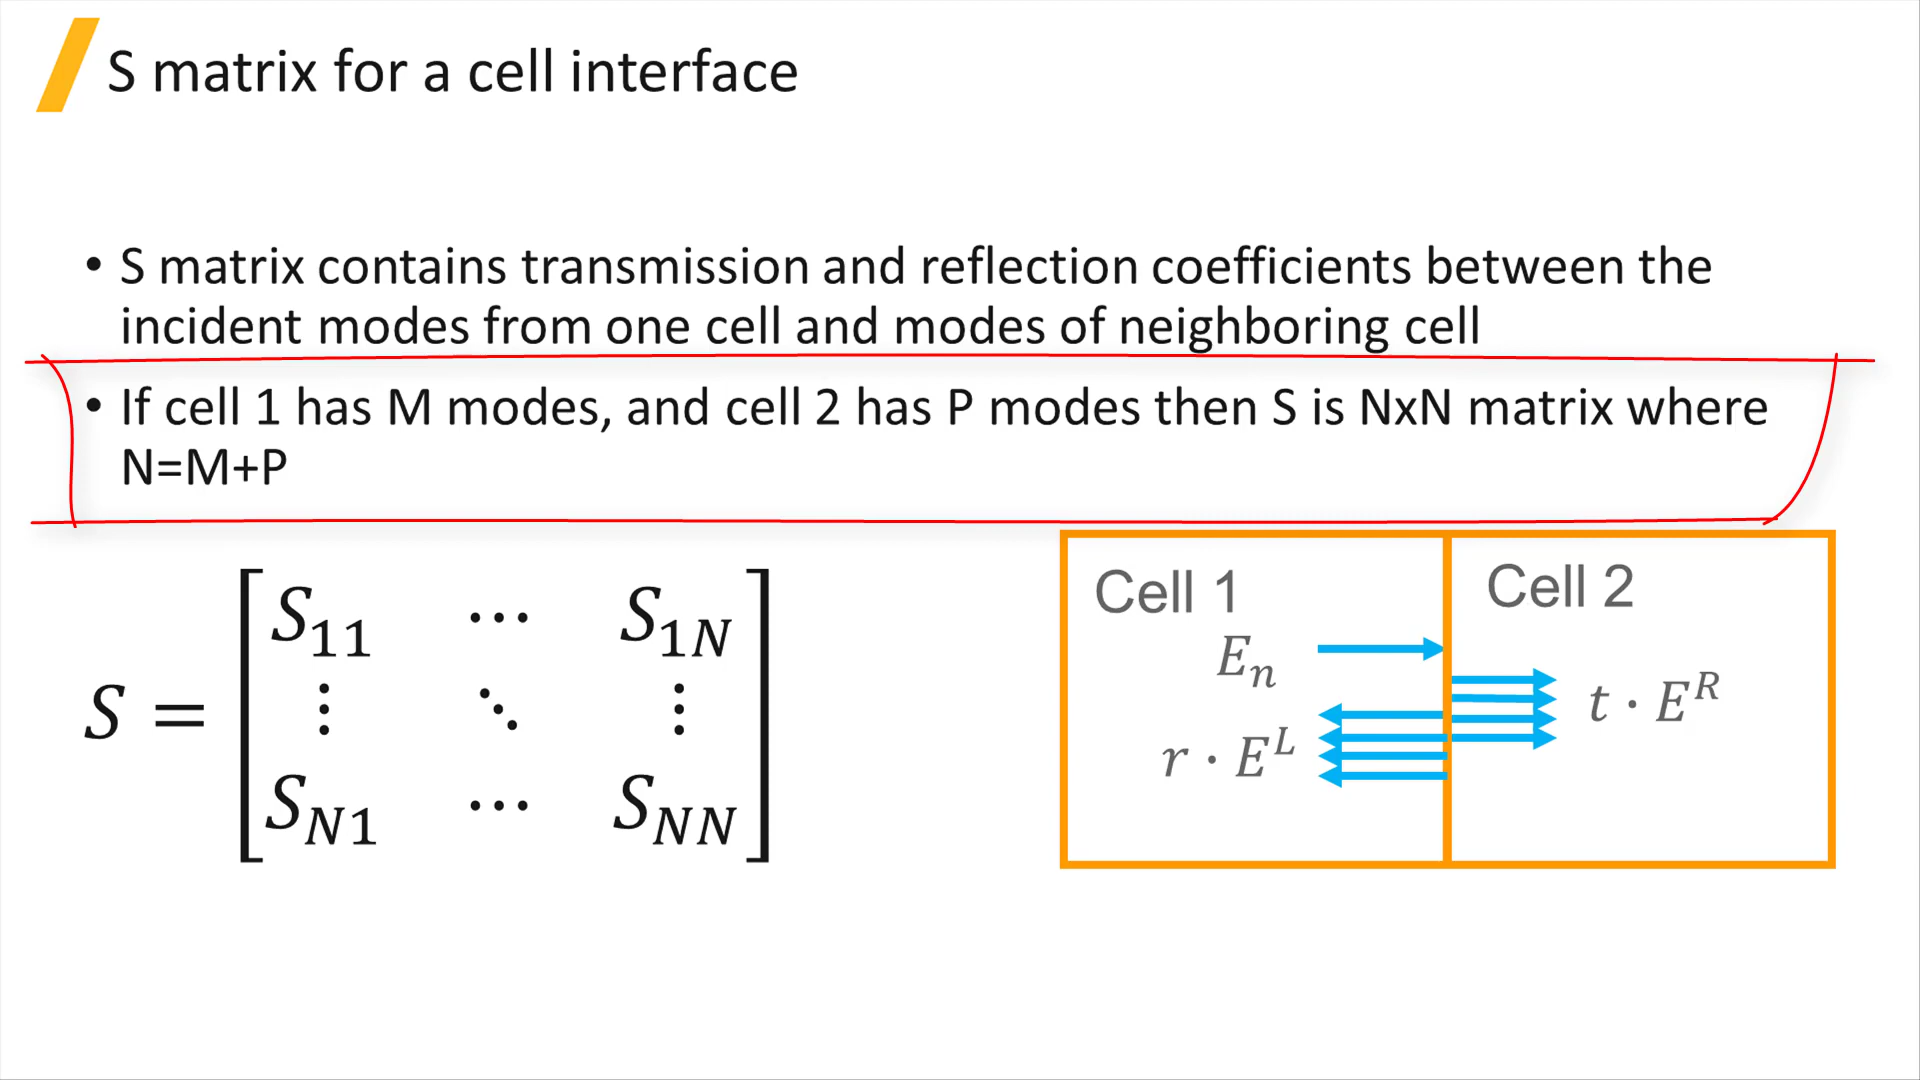 S matrix for a cell interface
• S matrix contains transmission and reflection coefficients between the
incident modes from one cell and modes of neighboring cell
• If cell 1 has M modes, and cell 2 has P modes then S is NxN matrix where
N=M+P
S = [ S₁₁ ⋯ S₁N
⋮ ⋱ ⋮
SN₁ ⋯ SNN ]
Cell 1
Cell 2
Eₙ
t · Eᴿ
r · Eᴸ